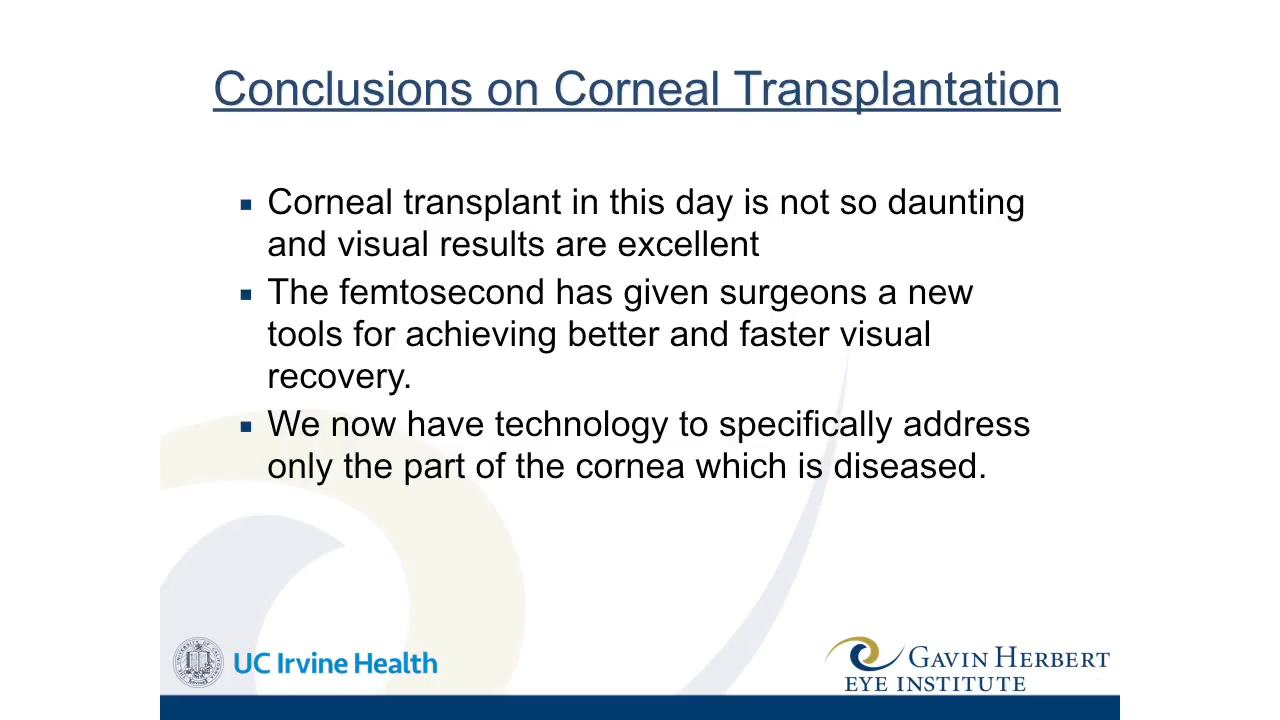 Conclusions on Corneal Transplantation
Corneal transplant in this day is not so daunting
and visual results are excellent
The femtosecond has given surgeons a new
tools for achieving better and faster visual
recovery.
We now have technology to specifically address
only the part of the cornea which is diseased.
UC Irvine Health
GAVIN HERBERT
EYE INSTITUTE